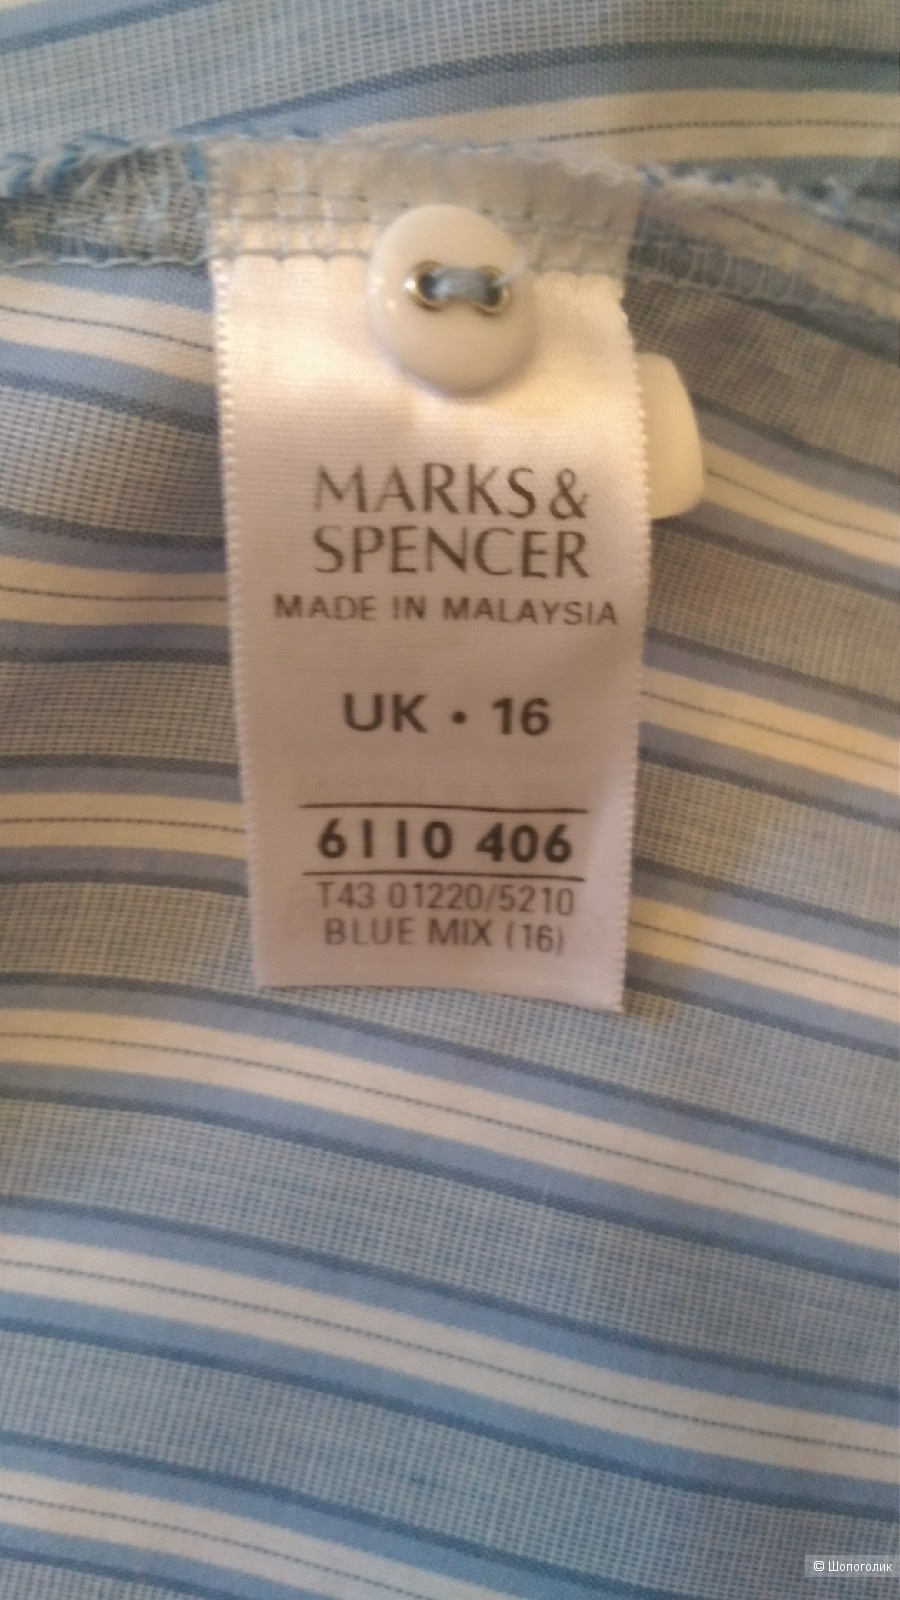 MARKS &
SPENCER
MADE IN MALAYSIA
UK • 16
6110 406
T43 01220/5210
BLUE MIX (16)
© Шопоголик